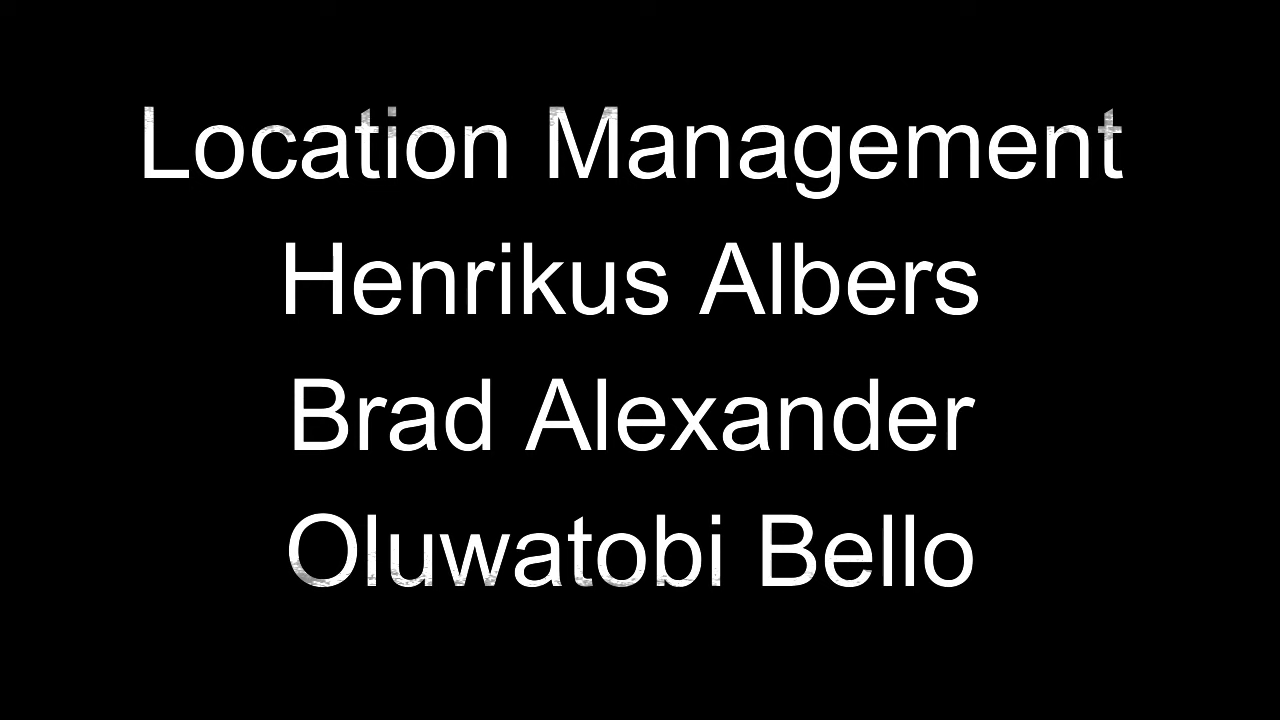 Location Management
Henrikus Albers
Brad Alexander
Oluwatobi Bello